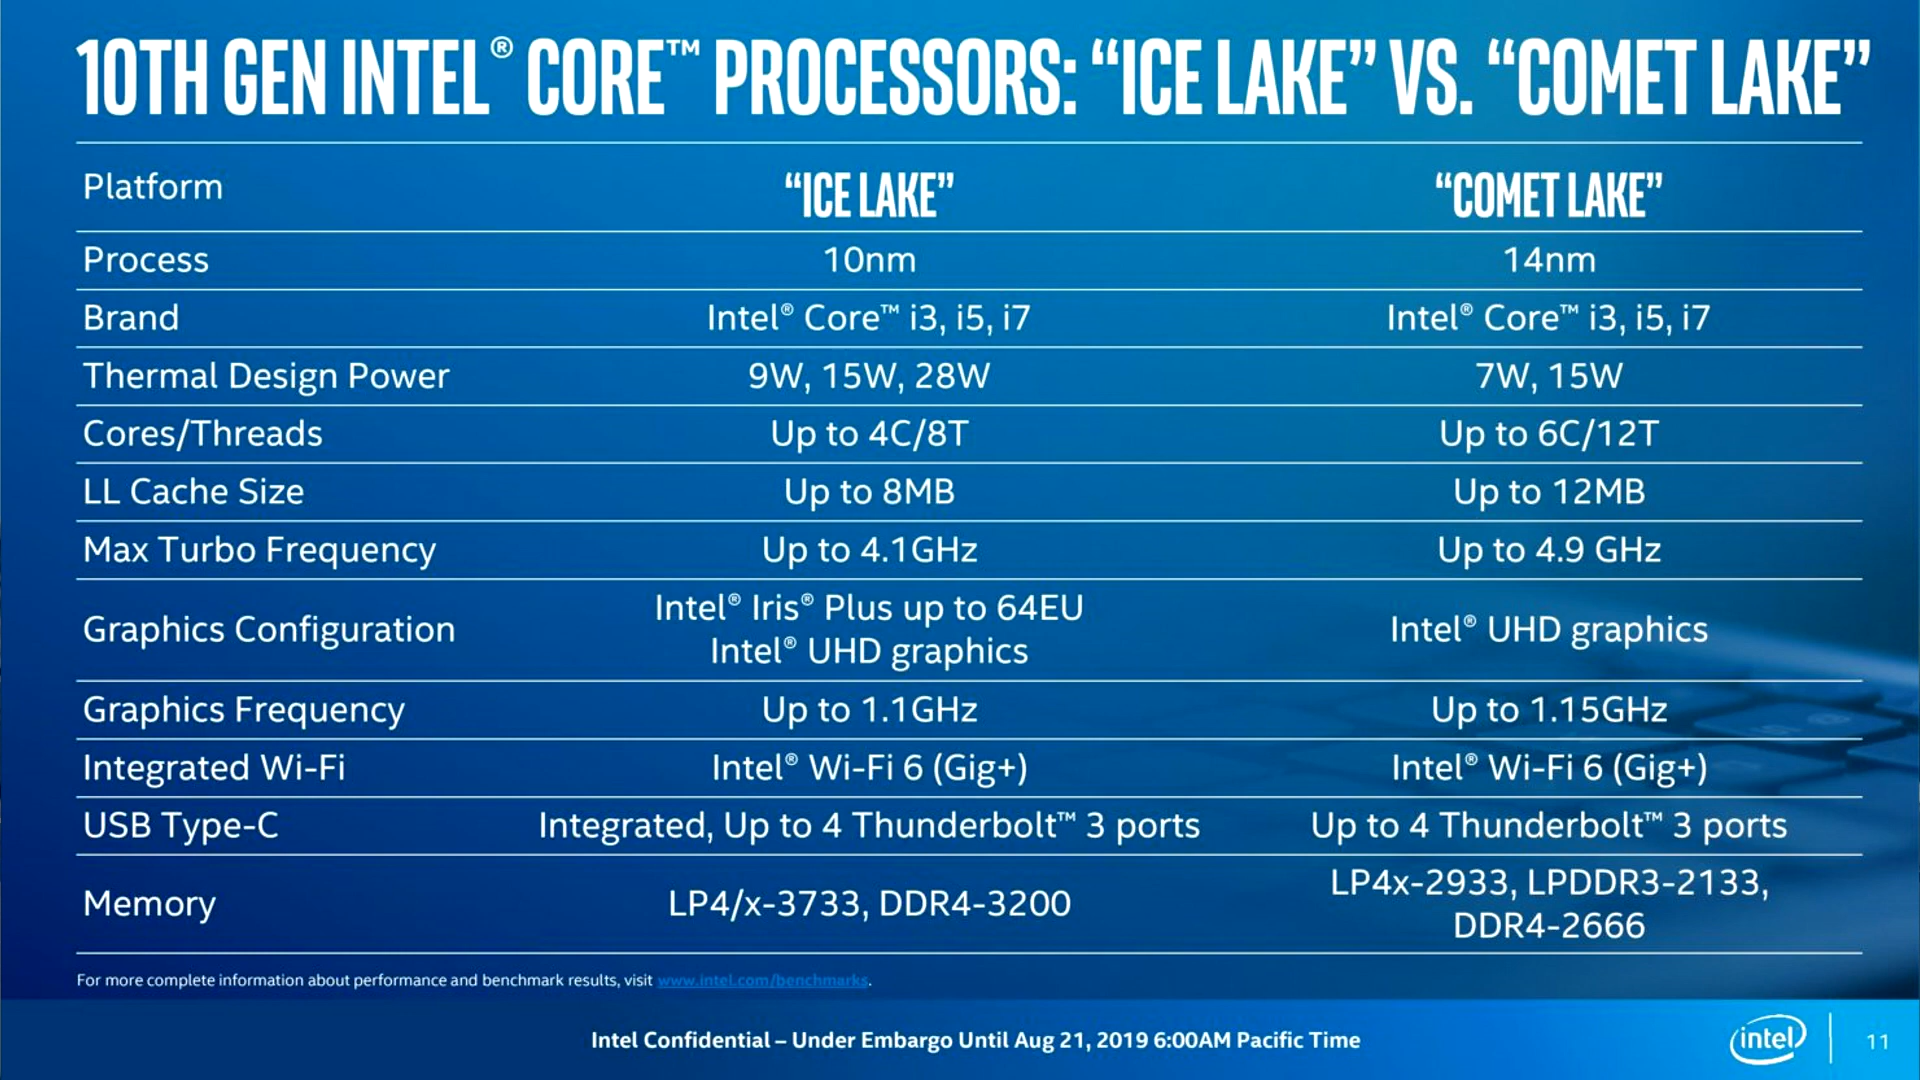 10TH GEN INTEL® CORE™ PROCESSORS: “ICE LAKE” VS. “COMET LAKE”
Platform “ICE LAKE” “COMET LAKE”
Process 10nm 14nm
Brand Intel® Core™ i3, i5, i7 Intel® Core™ i3, i5, i7
Thermal Design Power 9W, 15W, 28W 7W, 15W
Cores/Threads Up to 4C/8T Up to 6C/12T
LL Cache Size Up to 8MB Up to 12MB
Max Turbo Frequency Up to 4.1GHz Up to 4.9 GHz
Graphics Configuration Intel® Iris® Plus up to 64EU
Intel® UHD graphics Intel® UHD graphics
Graphics Frequency Up to 1.1GHz Up to 1.15GHz
Integrated Wi-Fi Intel® Wi-Fi 6 (Gig+) Intel® Wi-Fi 6 (Gig+)
USB Type-C Integrated, Up to 4 Thunderbolt™ 3 ports Up to 4 Thunderbolt™ 3 ports
Memory LP4/x-3733, DDR4-3200 LP4x-2933, LPDDR3-2133,
DDR4-2666
For more complete information about performance and benchmark results, visit www.intel.com/benchmarks.
Intel Confidential – Under Embargo Until Aug 21, 2019 6:00AM Pacific Time
intel 11